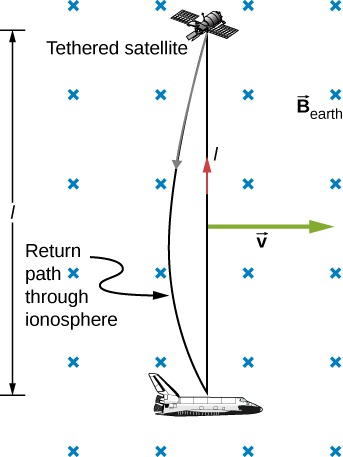 Tethered satellite
B⃗earth
I
l
v⃗
Return
path
through
ionosphere